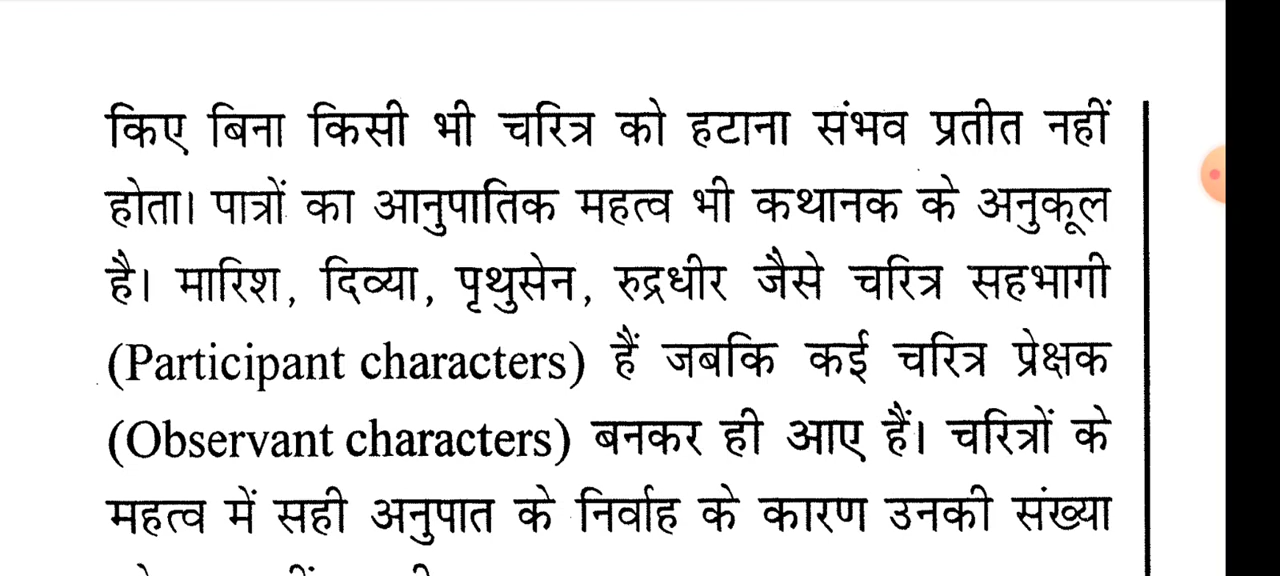 किए बिना किसी भी चरित्र को हटाना संभव प्रतीत नहीं
होता। पात्रों का आनुपातिक महत्व भी कथानक के अनुकूल
है। मारिश, दिव्या, पृथुसेन, रुद्रधीर जैसे चरित्र सहभागी
(Participant characters) हैं जबकि कई चरित्र प्रेक्षक
(Observant characters) बनकर ही आए हैं। चरित्रों के
महत्व में सही अनुपात के निर्वाह के कारण उनकी संख्या